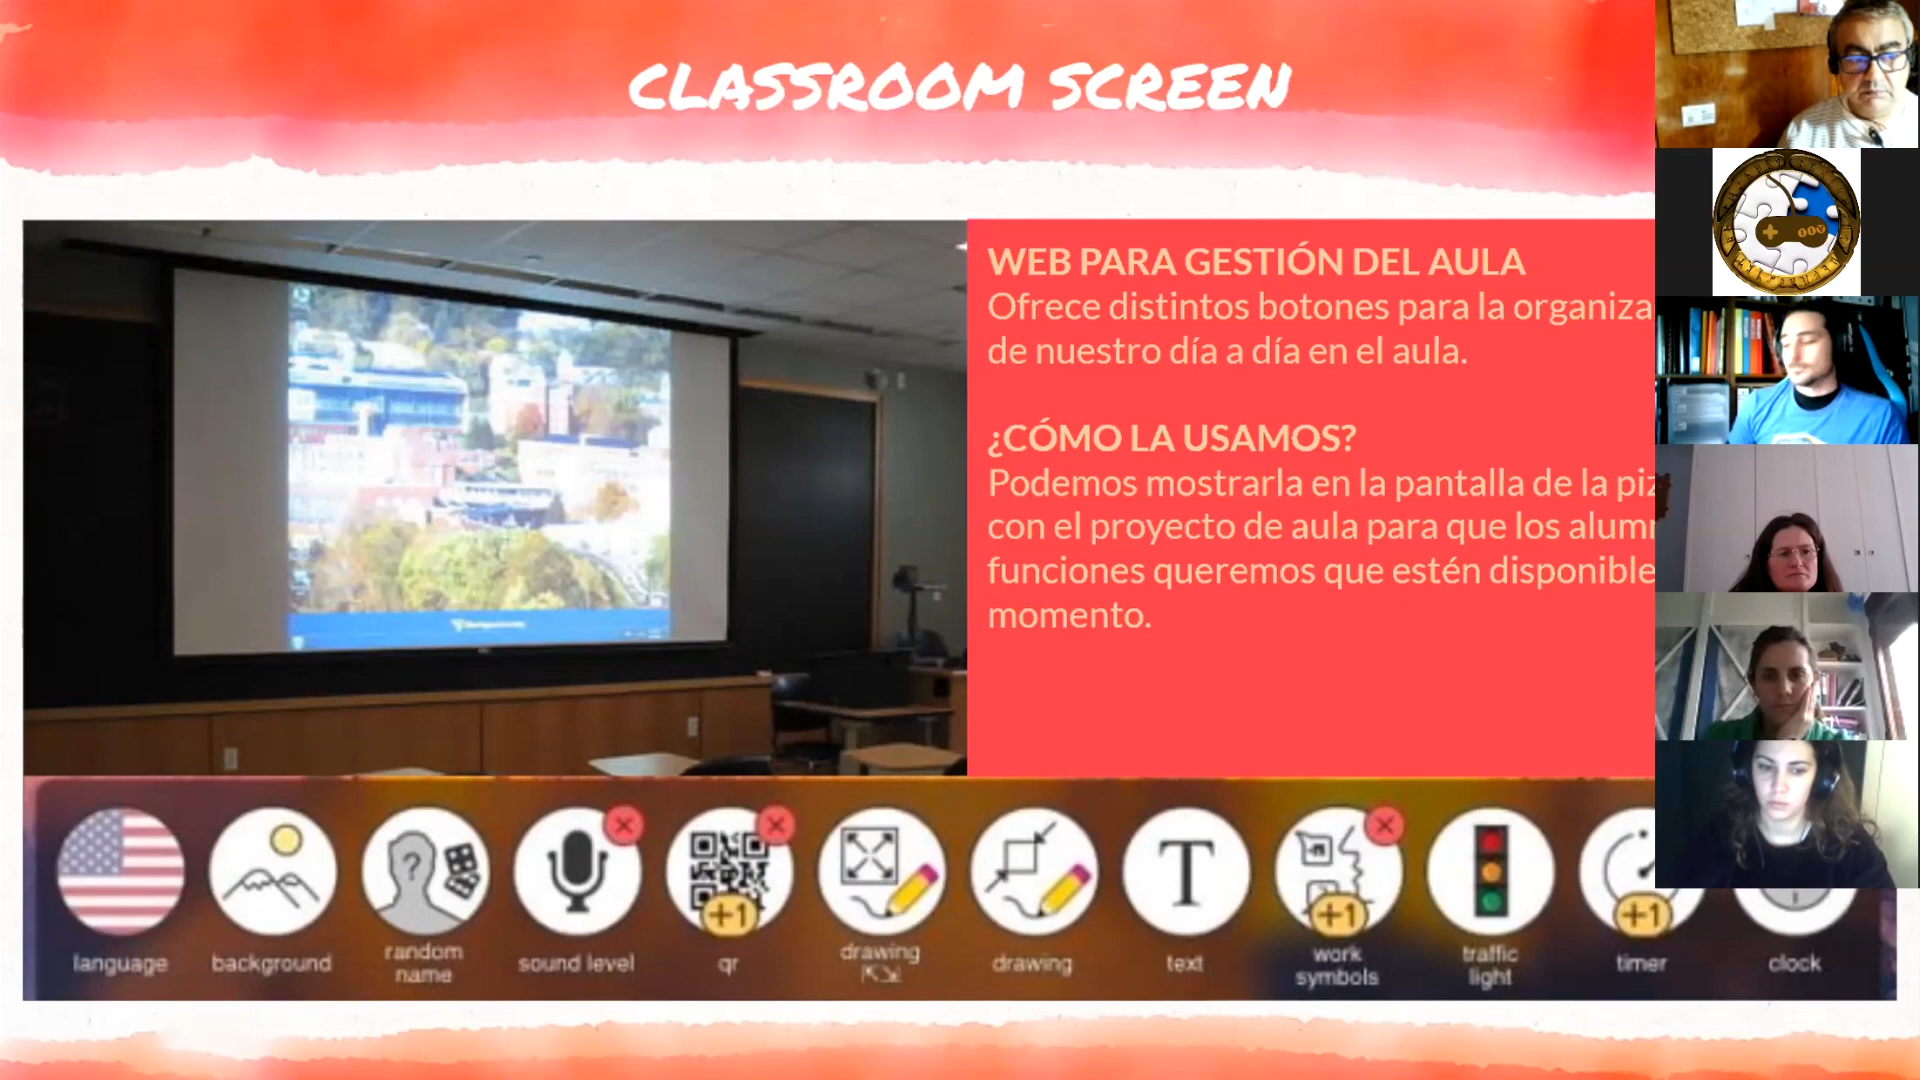 CLASSROOM SCREEN
WEB PARA GESTIÓN DEL AULA
Ofrece distintos botones para la organiza
de nuestro día a día en el aula.
¿CÓMO LA USAMOS?
Podemos mostrarla en la pantalla de la piz
con el proyecto de aula para que los alum
funciones queremos que estén disponible
momento.
T
+1
+1
+1
language
background
random
name
sound level
qr
drawing
drawing
text
work
symbols
traffic
light
timer
clock